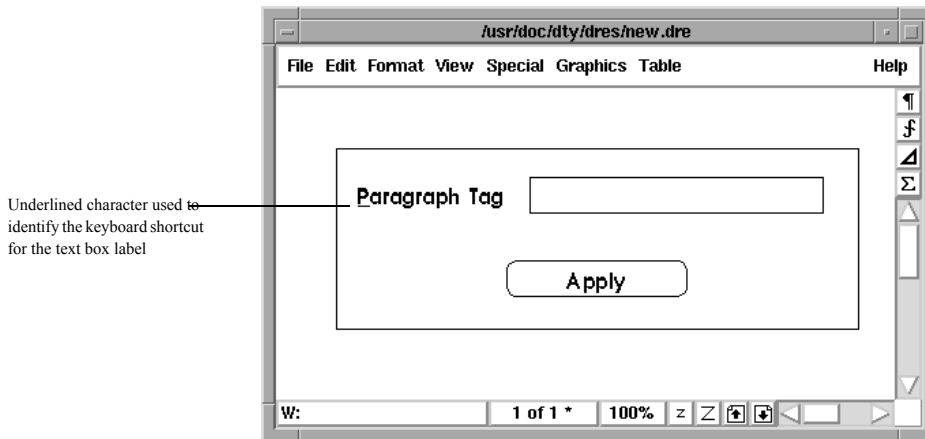 /usr/doc/dty/dres/new.dre
File Edit Format View Special Graphics Table Help
¶
f
Σ
Paragraph Tag
Underlined character used to
identify the keyboard shortcut
for the text box label
Apply
W: 1 of 1 * 100% z Z